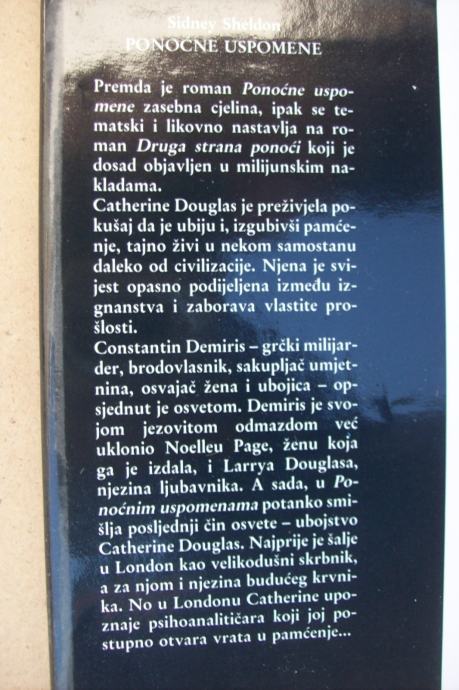 Sidney Sheldon
PONOĆNE USPOMENE
Premda je roman Ponoćne uspo-
mene zasebna cjelina, ipak se te-
matski i likovno nastavlja na ro-
man Druga strana ponoći koji je
dosad objavljen u milijunskim na-
kladama.
Catherine Douglas je preživjela po-
kušaj da je ubiju i, izgubivši pamće-
nje, tajno živi u nekom samostanu
daleko od civilizacije. Njena je svi-
jest opasno podijeljena između iz-
gnanstva i zaborava vlastite pro-
šlosti.
Constantin Demiris – grčki milijar-
der, brodovlasnik, sakupljač umjet-
nina, osvajač žena i ubojica – op-
sjednut je osvetom. Demiris je svo-
jom jezovitom odmazdom već
uklonio Noelleu Page, ženu koja
ga je izdala, i Larrya Douglasa,
njezina ljubavnika. A sada, u Po-
noćnim uspomenama potanko smi-
šlja posljednji čin osvete – ubojstvo
Catherine Douglas. Najprije je šalje
u London kao velikodušni skrbnik,
a za njom i njezina budućeg krvni-
ka. No u Londonu Catherine upo-
znaje psihoanalitičara koji joj po-
stupno otvara vrata u pamćenje...